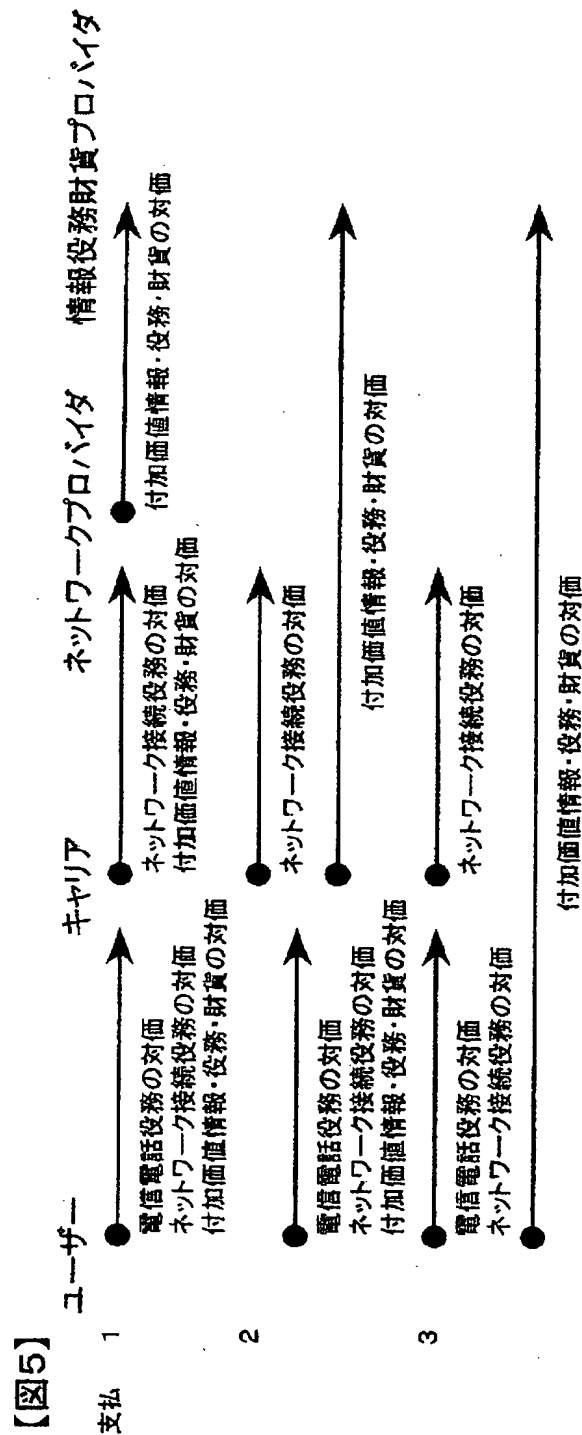 【図5】
ユーザー
キャリア
ネットワークプロバイダ
情報役務財貨プロバイダ
支払
1
電信電話役務の対価
ネットワーク接続役務の対価
付加価値情報・役務・財貨の対価
ネットワーク接続役務の対価
付加価値情報・役務・財貨の対価
付加価値情報・役務・財貨の対価
2
ネットワーク接続役務の対価
電信電話役務の対価
ネットワーク接続役務の対価
付加価値情報・役務・財貨の対価
付加価値情報・役務・財貨の対価
3
電信電話役務の対価
ネットワーク接続役務の対価
ネットワーク接続役務の対価
付加価値情報・役務・財貨の対価